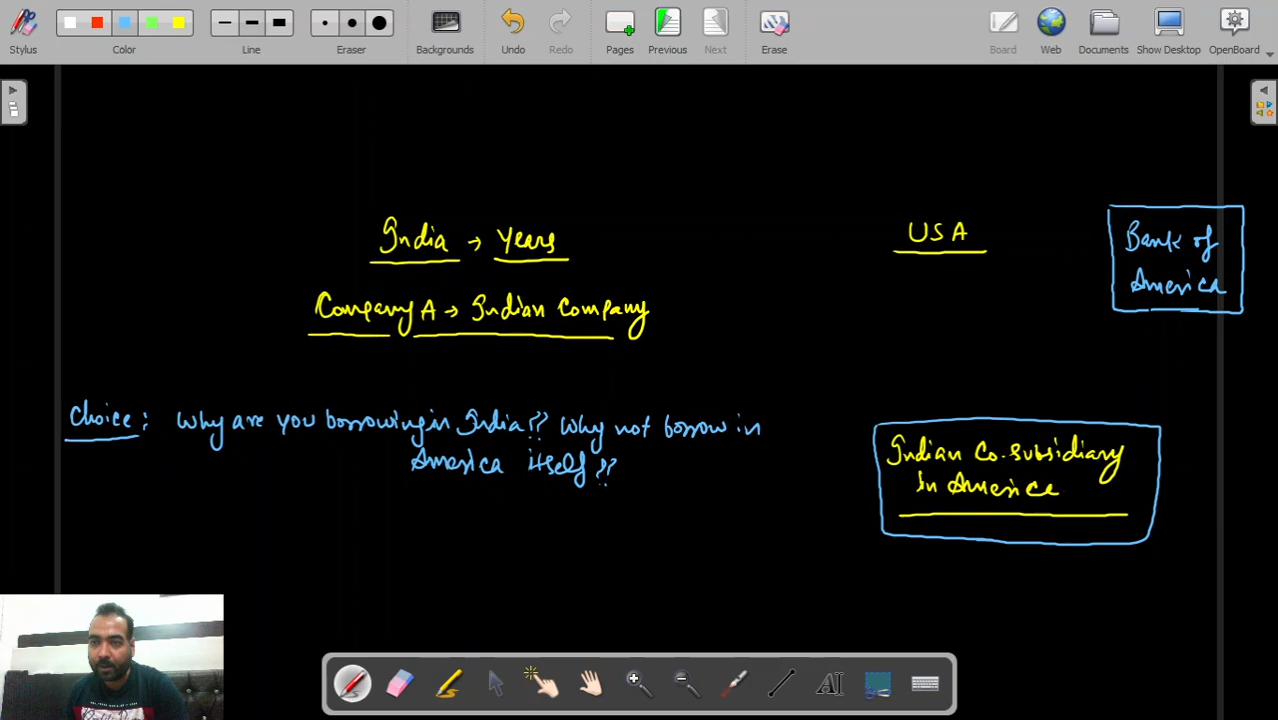 Stylus
Color
Line
Eraser
Backgrounds
Undo
Redo
Pages
Previous
Next
Erase
Board
Web
Documents
Show Desktop
OpenBoard
India → Years
USA
Bank of
America
Company A → Indian Company
Choice: Why are you borrowing in India?? Why not borrow in
America itself??
Indian Co. subsidiary
in America
AI